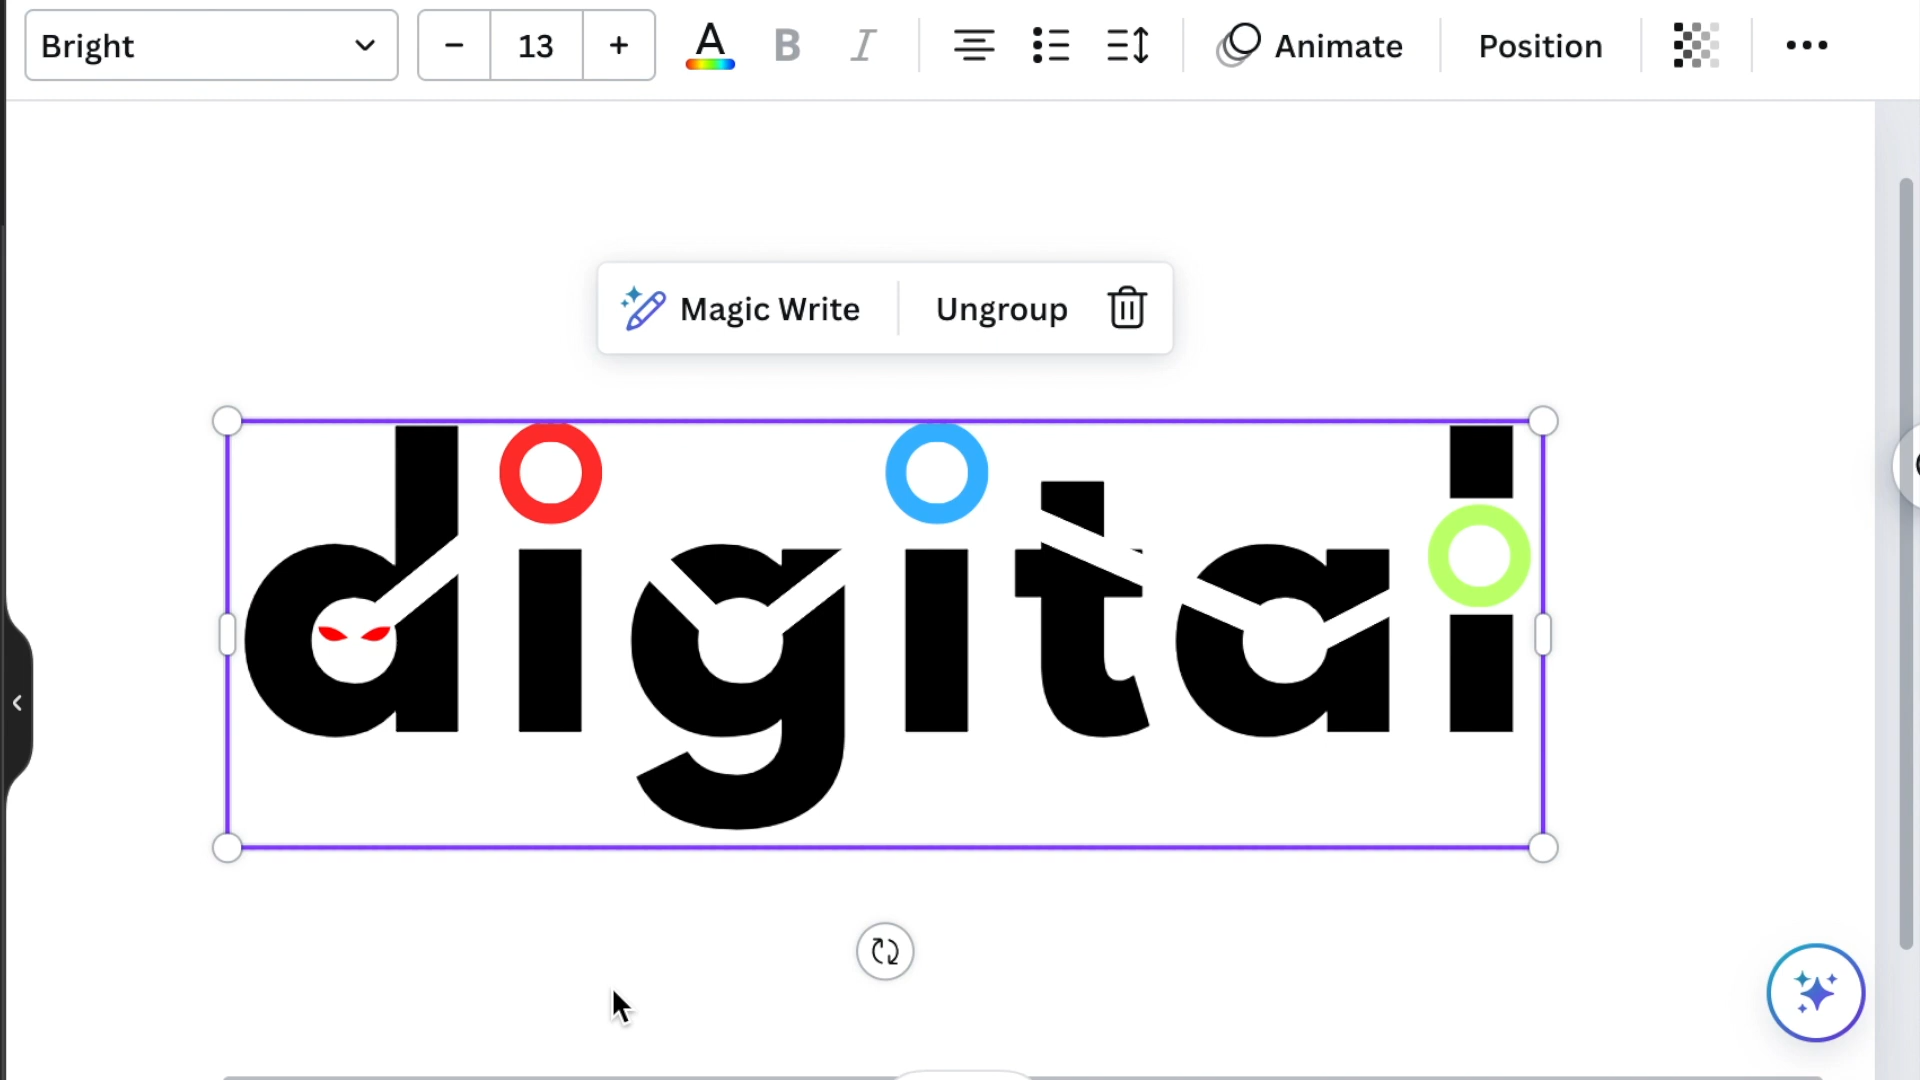 Bright
− 13 + A B I Animate Position
Magic Write Ungroup
digital